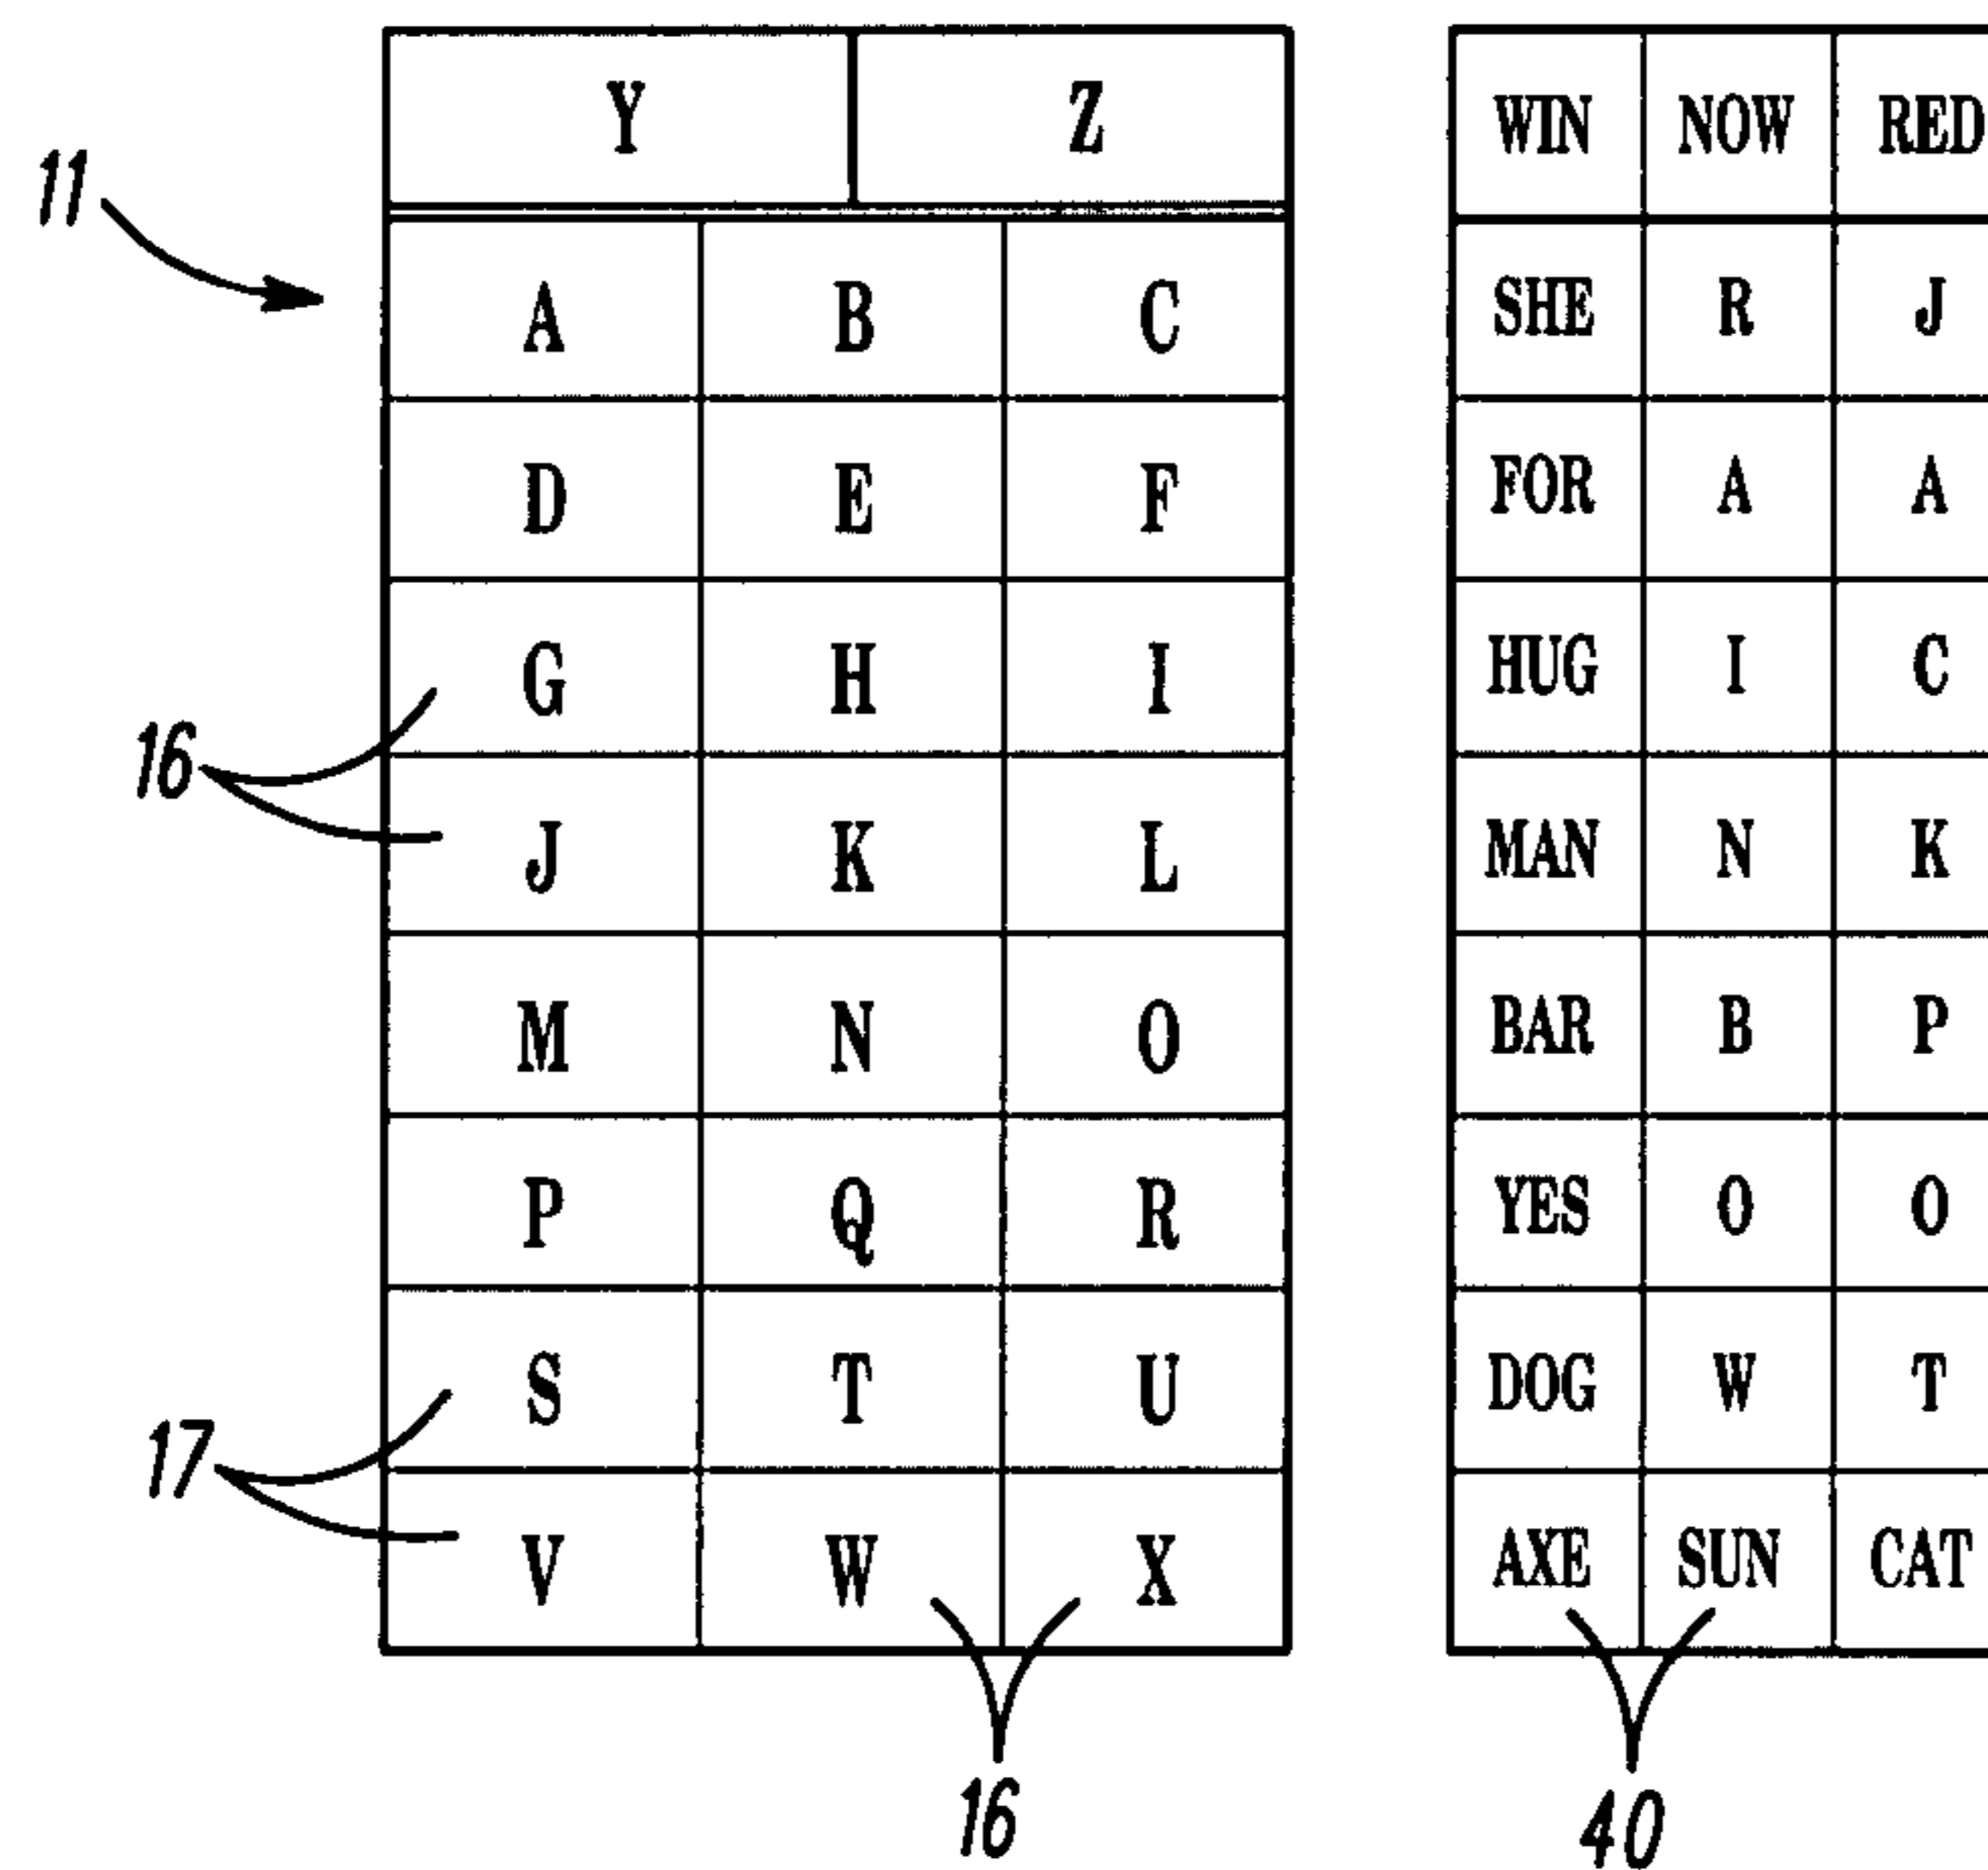 Y Z
A B C
D E F
G H I
J K L
M N O
P Q R
S T U
V W X
11
16
17
16
WIN NOW RED
SHE R J
FOR A A
HUG I C
MAN N K
BAR B P
YES O O
DOG W T
AXE SUN CAT
40